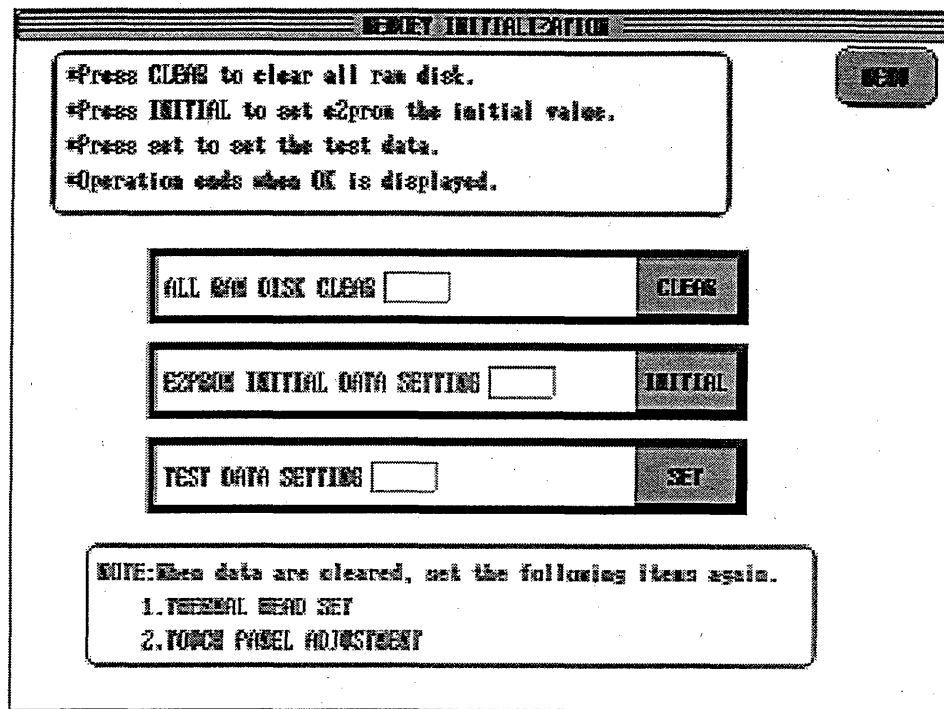 MEMORY INITIALIZATION
MENU
*Press CLEAR to clear all ram disk.
*Press INITIAL to set e2prom the initial value.
*Press set to set the test data.
*Operation ends when OK is displayed.
ALL RAM DISK CLEAR
CLEAR
E2PROM INITIAL DATA SETTING
INITIAL
TEST DATA SETTING
SET
NOTE:When data are cleared, set the following items again.
1.THERMAL HEAD SET
2.TOUCH PANEL ADJUSTMENT